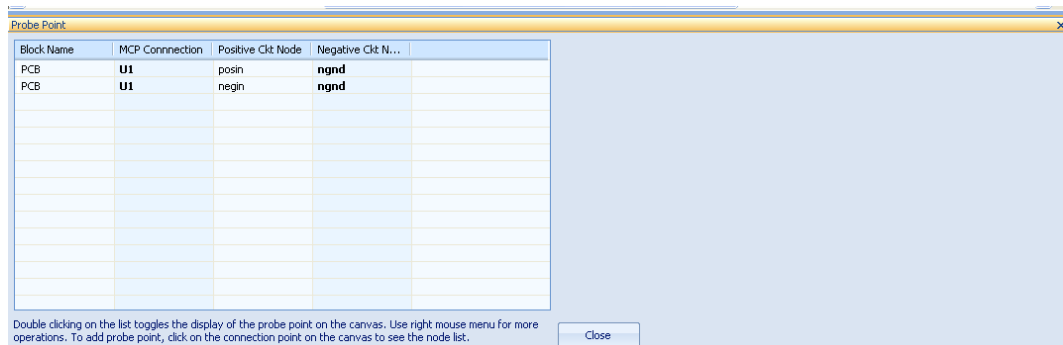 Probe Point
Block Name MCP Connnection Positive Ckt Node Negative Ckt N...
PCB U1 posin ngnd
PCB U1 negin ngnd
Double clicking on the list toggles the display of the probe point on the canvas. Use right mouse menu for more
operations. To add probe point, click on the connection point on the canvas to see the node list.
Close